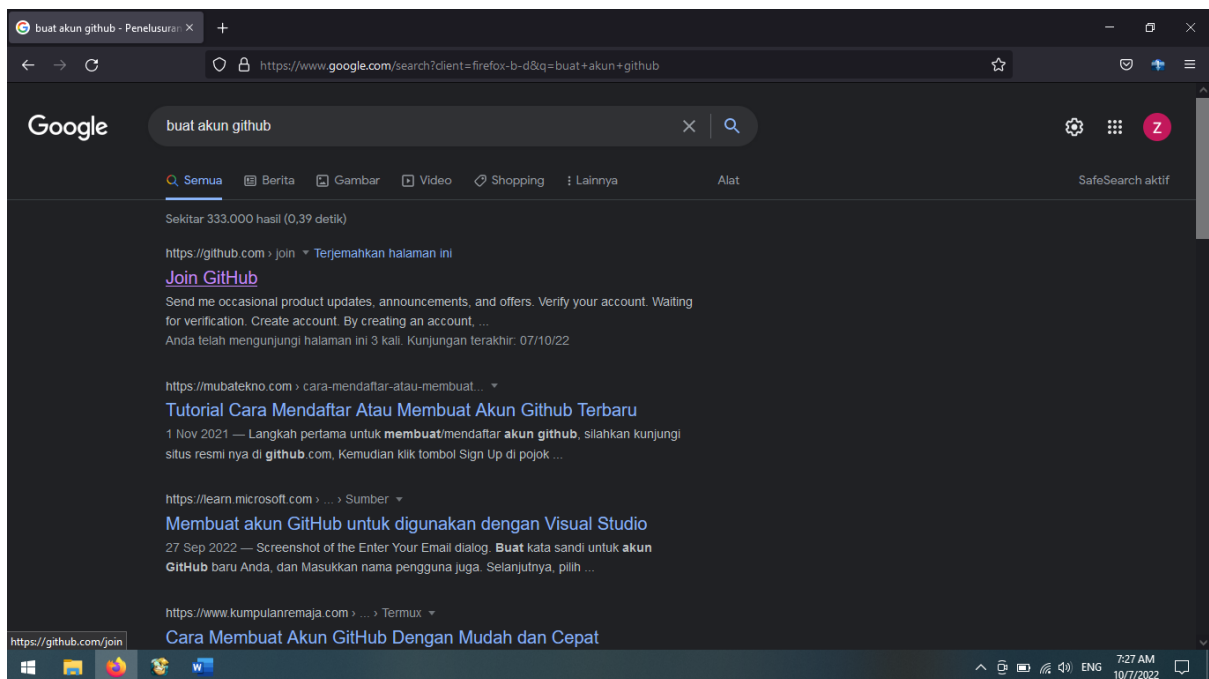 buat akun github - Penelusuran
https://www.google.com/search?client=firefox-b-d&q=buat+akun+github
Google
buat akun github
Z
Semua
Berita
Gambar
Video
Shopping
Lainnya
Alat
SafeSearch aktif
Sekitar 333.000 hasil (0,39 detik)
https://github.com › join Terjemahkan halaman ini
Join GitHub
Send me occasional product updates, announcements, and offers. Verify your account. Waiting
for verification. Create account. By creating an account, ...
Anda telah mengunjungi halaman ini 3 kali. Kunjungan terakhir: 07/10/22
https://mubatekno.com › cara-mendaftar-atau-membuat...
Tutorial Cara Mendaftar Atau Membuat Akun Github Terbaru
1 Nov 2021 — Langkah pertama untuk membuat/mendaftar akun github, silahkan kunjungi
situs resmi nya di github.com, Kemudian klik tombol Sign Up di pojok ...
https://learn.microsoft.com › ... › Sumber
Membuat akun GitHub untuk digunakan dengan Visual Studio
27 Sep 2022 — Screenshot of the Enter Your Email dialog. Buat kata sandi untuk akun
GitHub baru Anda, dan Masukkan nama pengguna juga. Selanjutnya, pilih ...
https://www.kumpulanremaja.com › ... › Termux
Cara Membuat Akun GitHub Dengan Mudah dan Cepat
https://github.com/join
ENG
7:27 AM
10/7/2022